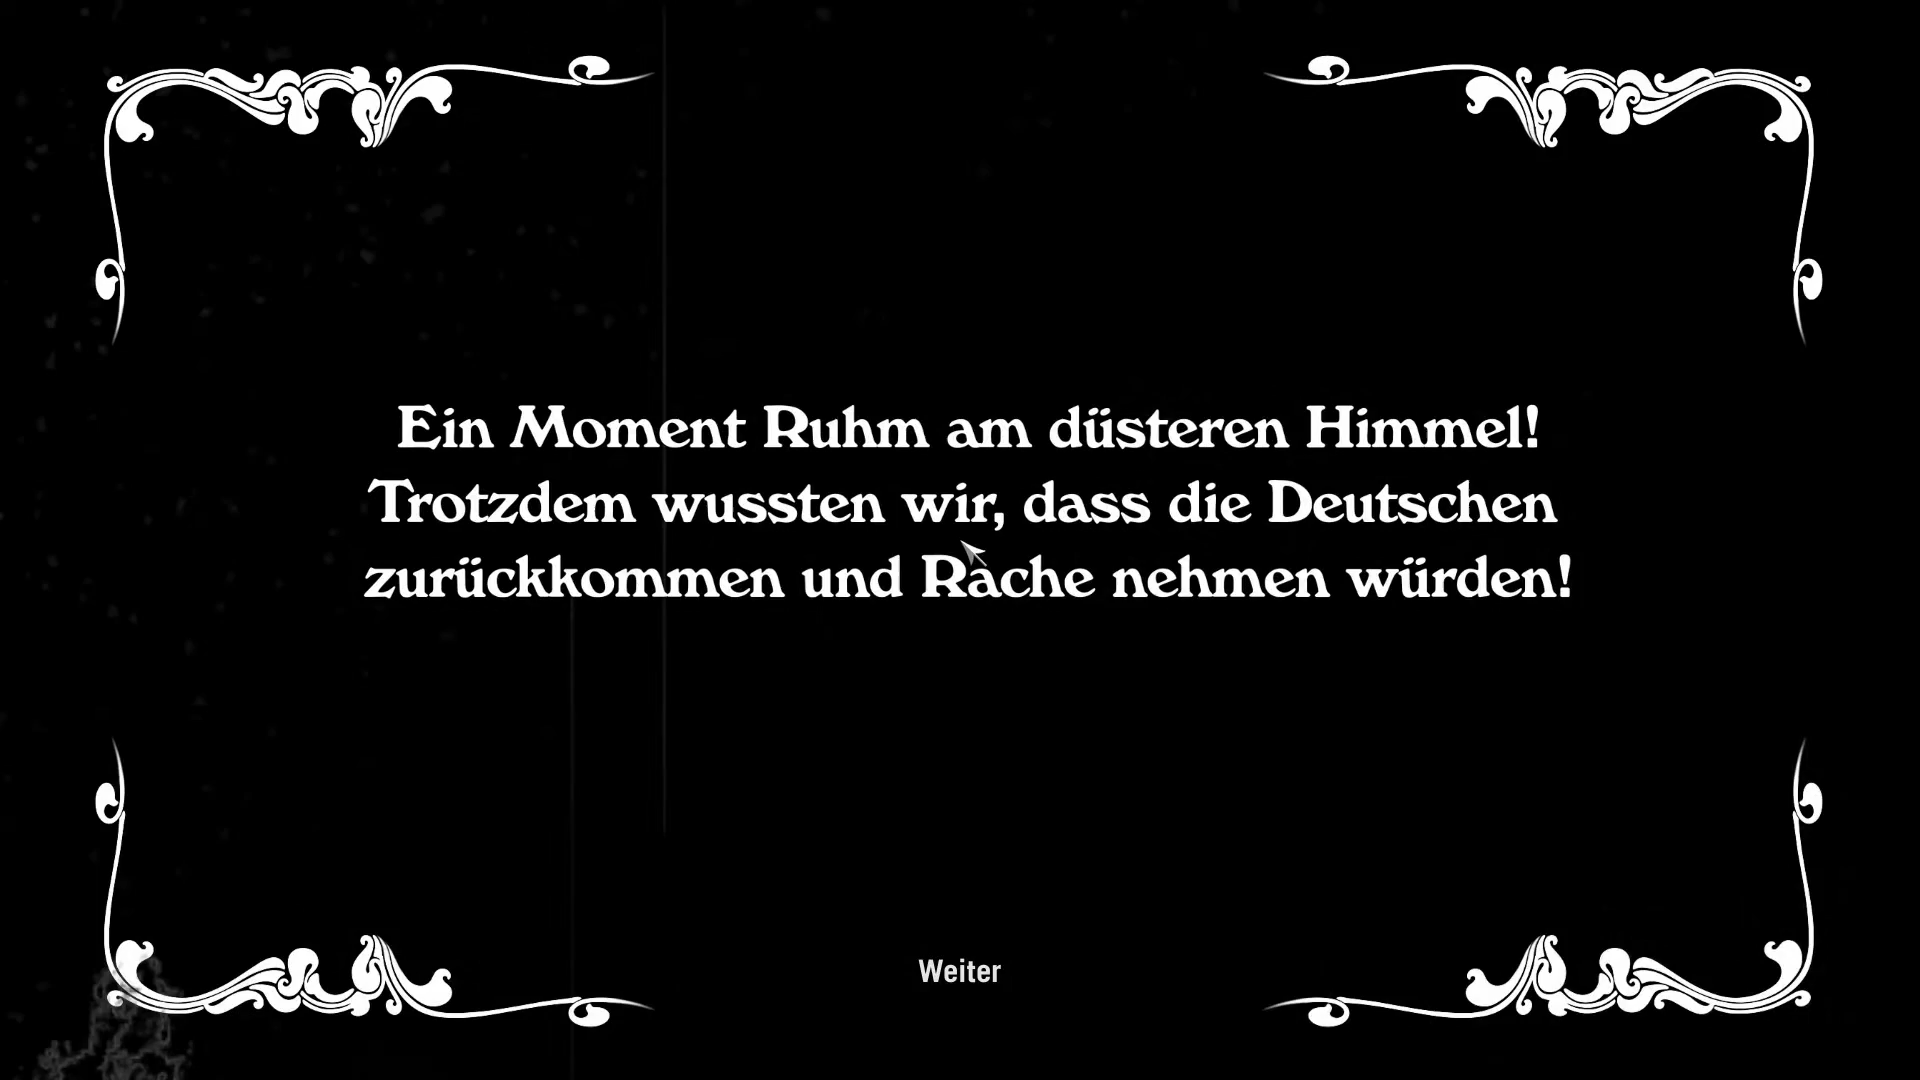 Ein Moment Ruhm am düsteren Himmel!
Trotzdem wussten wir, dass die Deutschen
zurückkommen und Rache nehmen würden!
Weiter